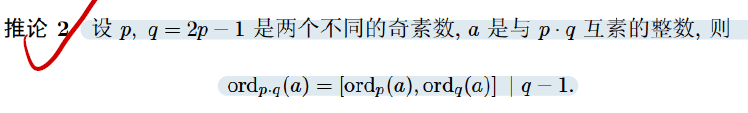 推论 2 设 p, q = 2p − 1 是两个不同的奇素数, a 是与 p · q 互素的整数, 则
ord_{p·q}(a) = [ord_p(a), ord_q(a)] | q − 1.